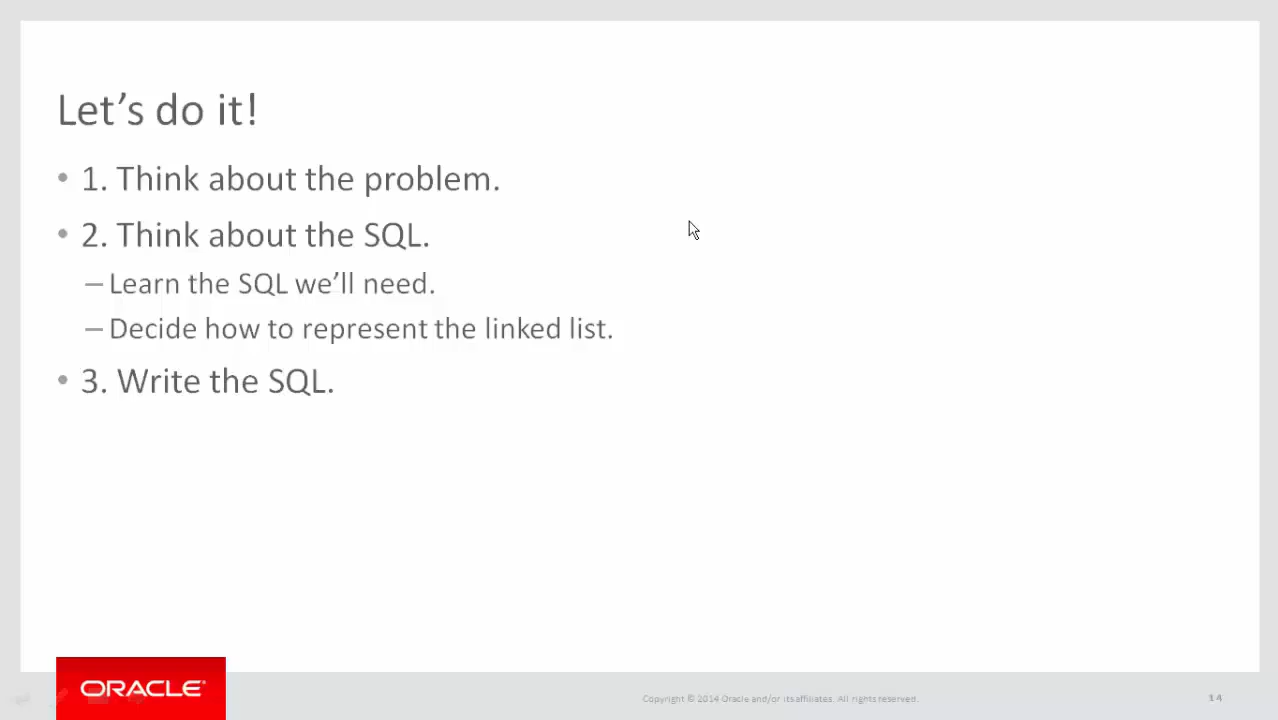 Let's do it!
• 1. Think about the problem.
• 2. Think about the SQL.
– Learn the SQL we'll need.
– Decide how to represent the linked list.
• 3. Write the SQL.
ORACLE®
Copyright © 2014 Oracle and/or its affiliates. All rights reserved.
14